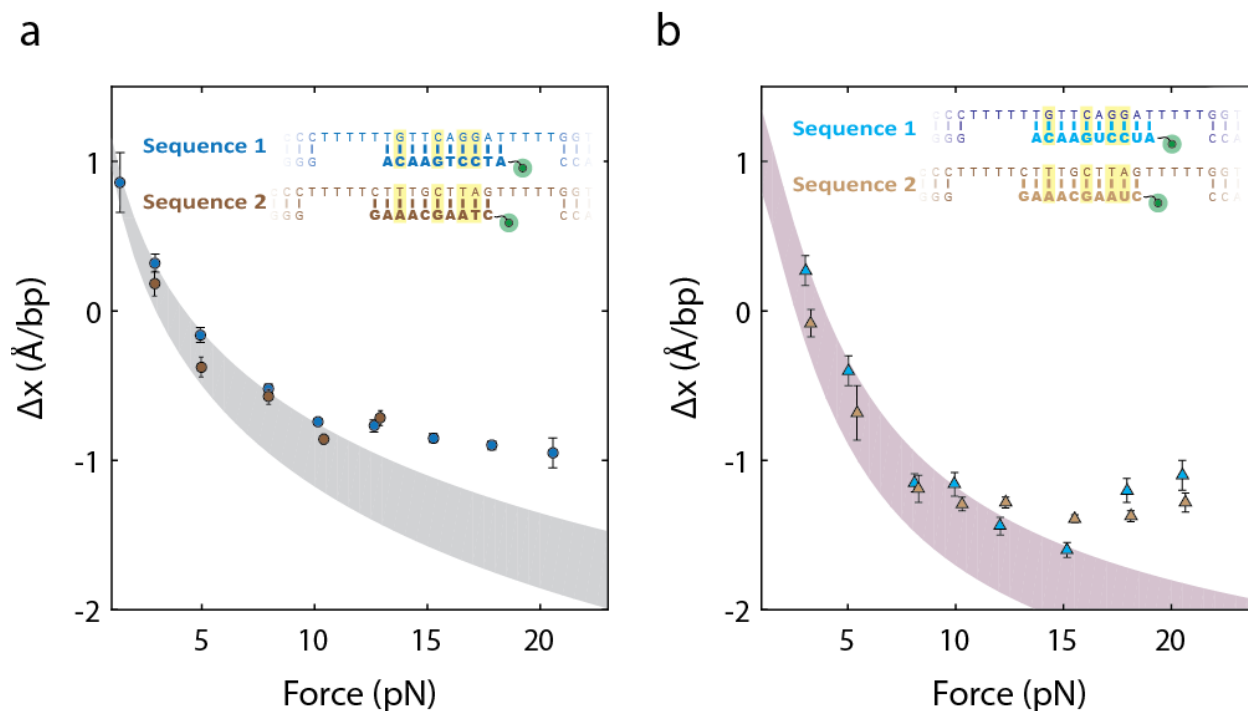 a
b
Δx (Å/bp)
1
0
-1
-2
5
10
15
20
Force (pN)
Sequence 1
CCCTTTTTTGTTCAGGATTTTTGGT
GGG ACAAGTCCTA CCA
Sequence 2
CCCTTTTTCTTTGCTTAGTTTTTGGT
GGG GAAACGAATC CCA
Δx (Å/bp)
1
0
-1
-2
5
10
15
20
Force (pN)
Sequence 1
CCCTTTTTTGTTCAGGATTTTTGGT
GGG ACAAGUCCUA CCA
Sequence 2
CCCTTTTTCTTTGCTTAGTTTTTGGT
GGG GAAACGAAUC CCA